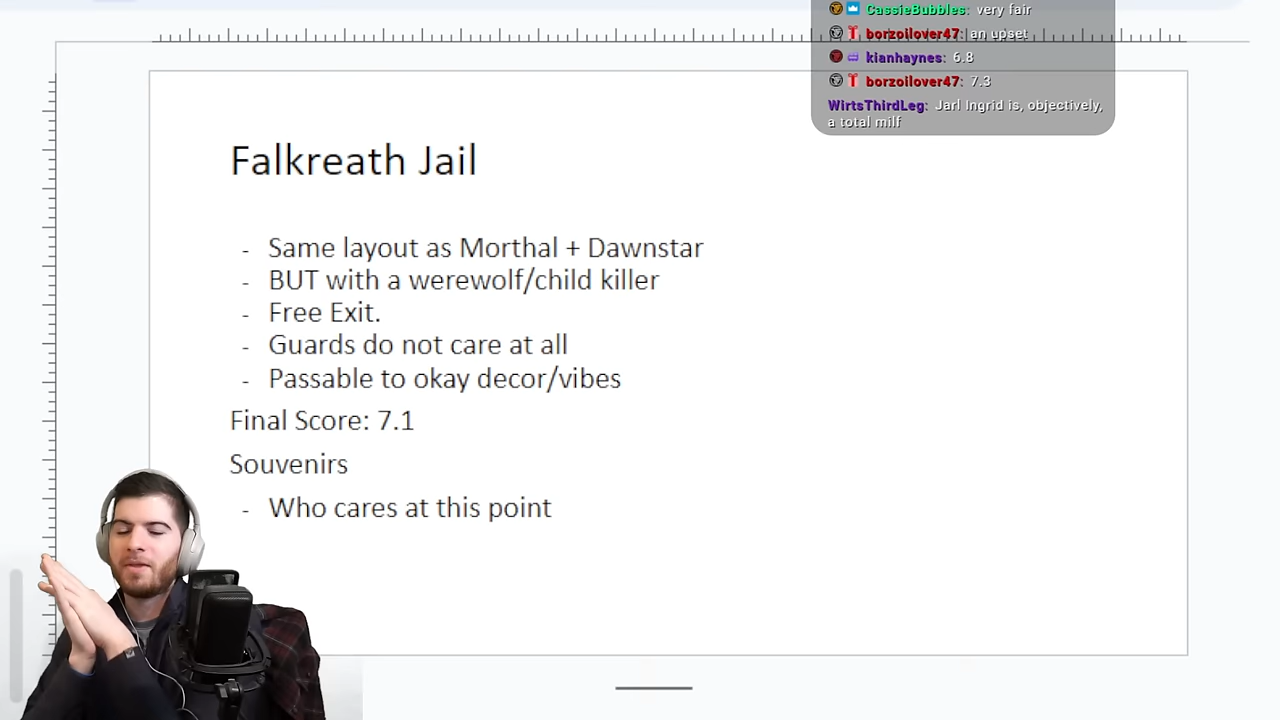 CassieBubbles: very fair
borzoilover47: an upset
kianhaynes: 6.8
borzoilover47: 7.3
WirtsThirdLeg: Jarl Ingrid is, objectively,
a total milf
Falkreath Jail
- Same layout as Morthal + Dawnstar
- BUT with a werewolf/child killer
- Free Exit.
- Guards do not care at all
- Passable to okay decor/vibes
Final Score: 7.1
Souvenirs
- Who cares at this point